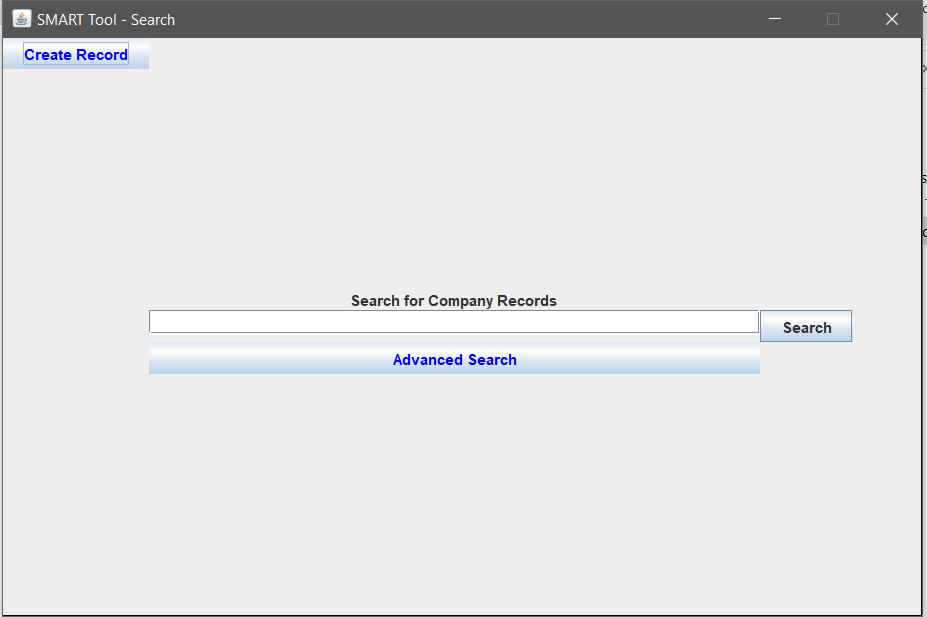 SMART Tool - Search
Create Record
Search for Company Records
Search
Advanced Search